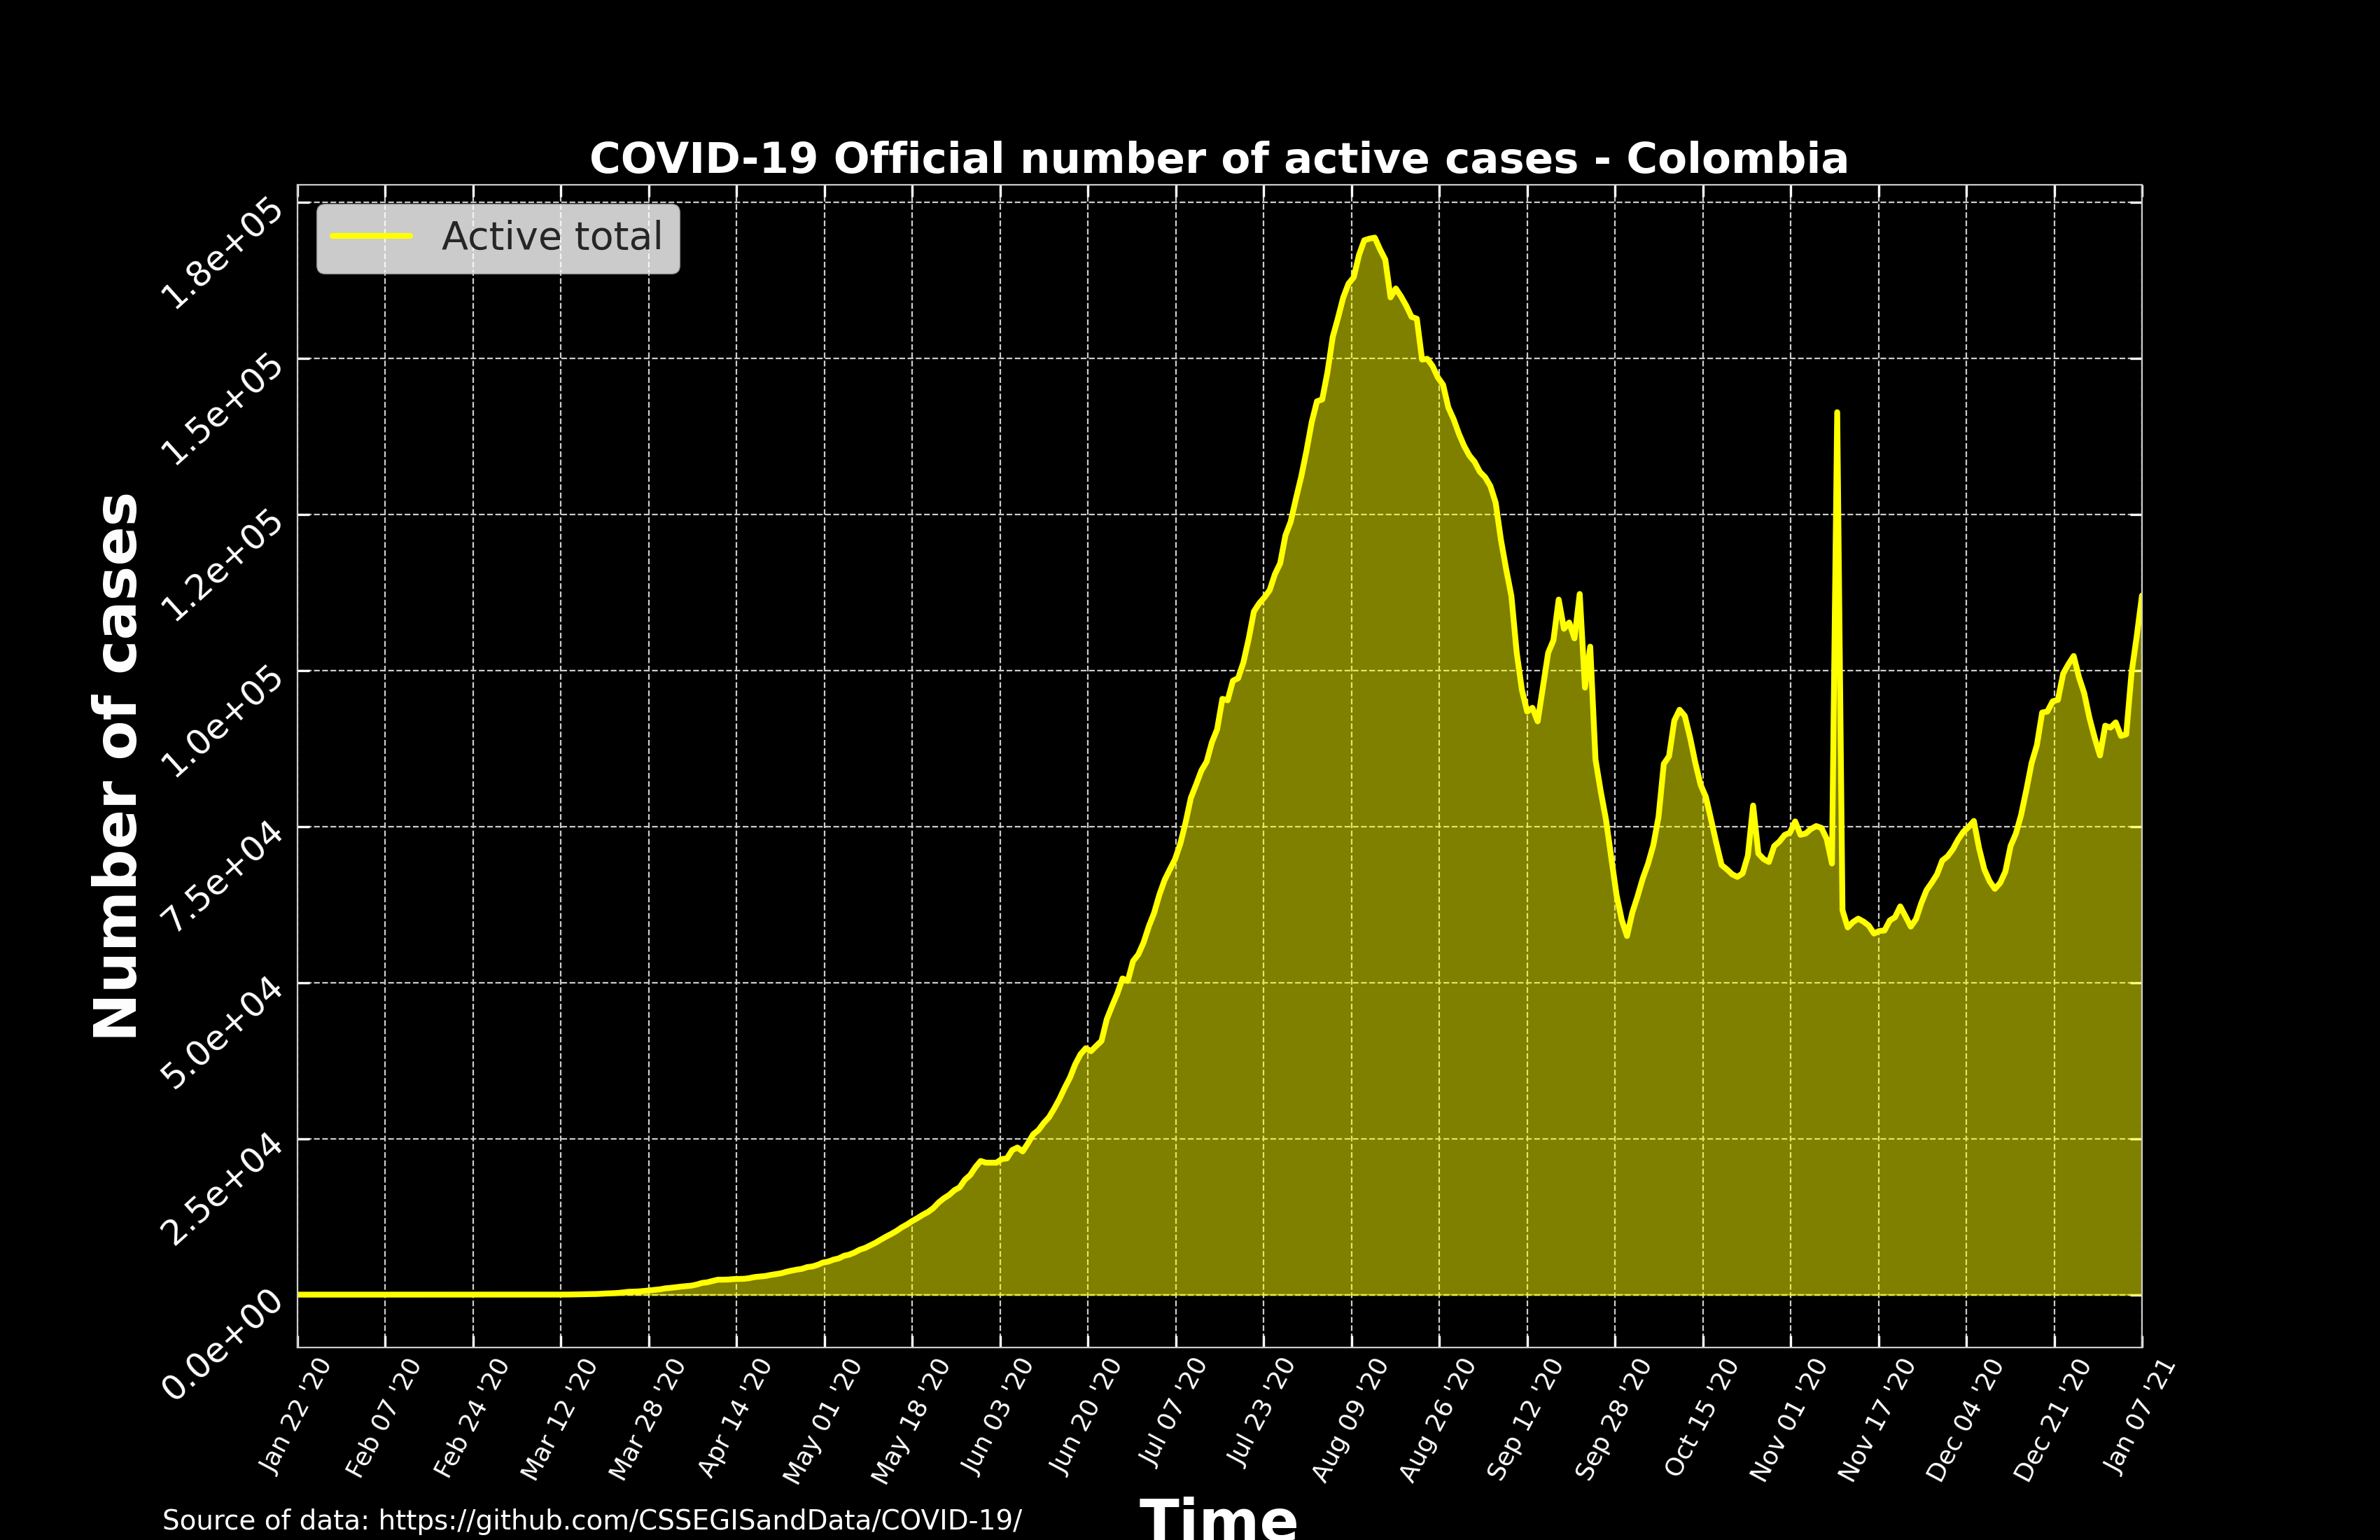 COVID-19 Official number of active cases - Colombia
Active total
Number of cases
1.8e+05
1.5e+05
1.2e+05
1.0e+05
7.5e+04
5.0e+04
2.5e+04
0.0e+00
Jan 22 '20
Feb 07 '20
Feb 24 '20
Mar 12 '20
Mar 28 '20
Apr 14 '20
May 01 '20
May 18 '20
Jun 03 '20
Jun 20 '20
Jul 07 '20
Jul 23 '20
Aug 09 '20
Aug 26 '20
Sep 12 '20
Sep 28 '20
Oct 15 '20
Nov 01 '20
Nov 17 '20
Dec 04 '20
Dec 21 '20
Jan 07 '21
Time
Source of data: https://github.com/CSSEGISandData/COVID-19/